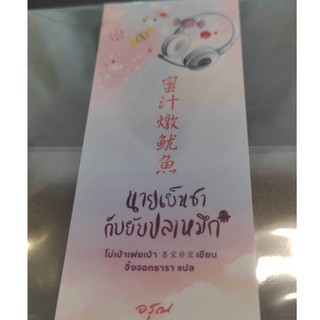 蜜汁燉魷魚
นายเย็นชา
กับยัยปลาหมึก
โม่เป่าเฟยเป่า 墨宝非宝 เขียน
จิ้งจอกธารา แปล
อรุณ